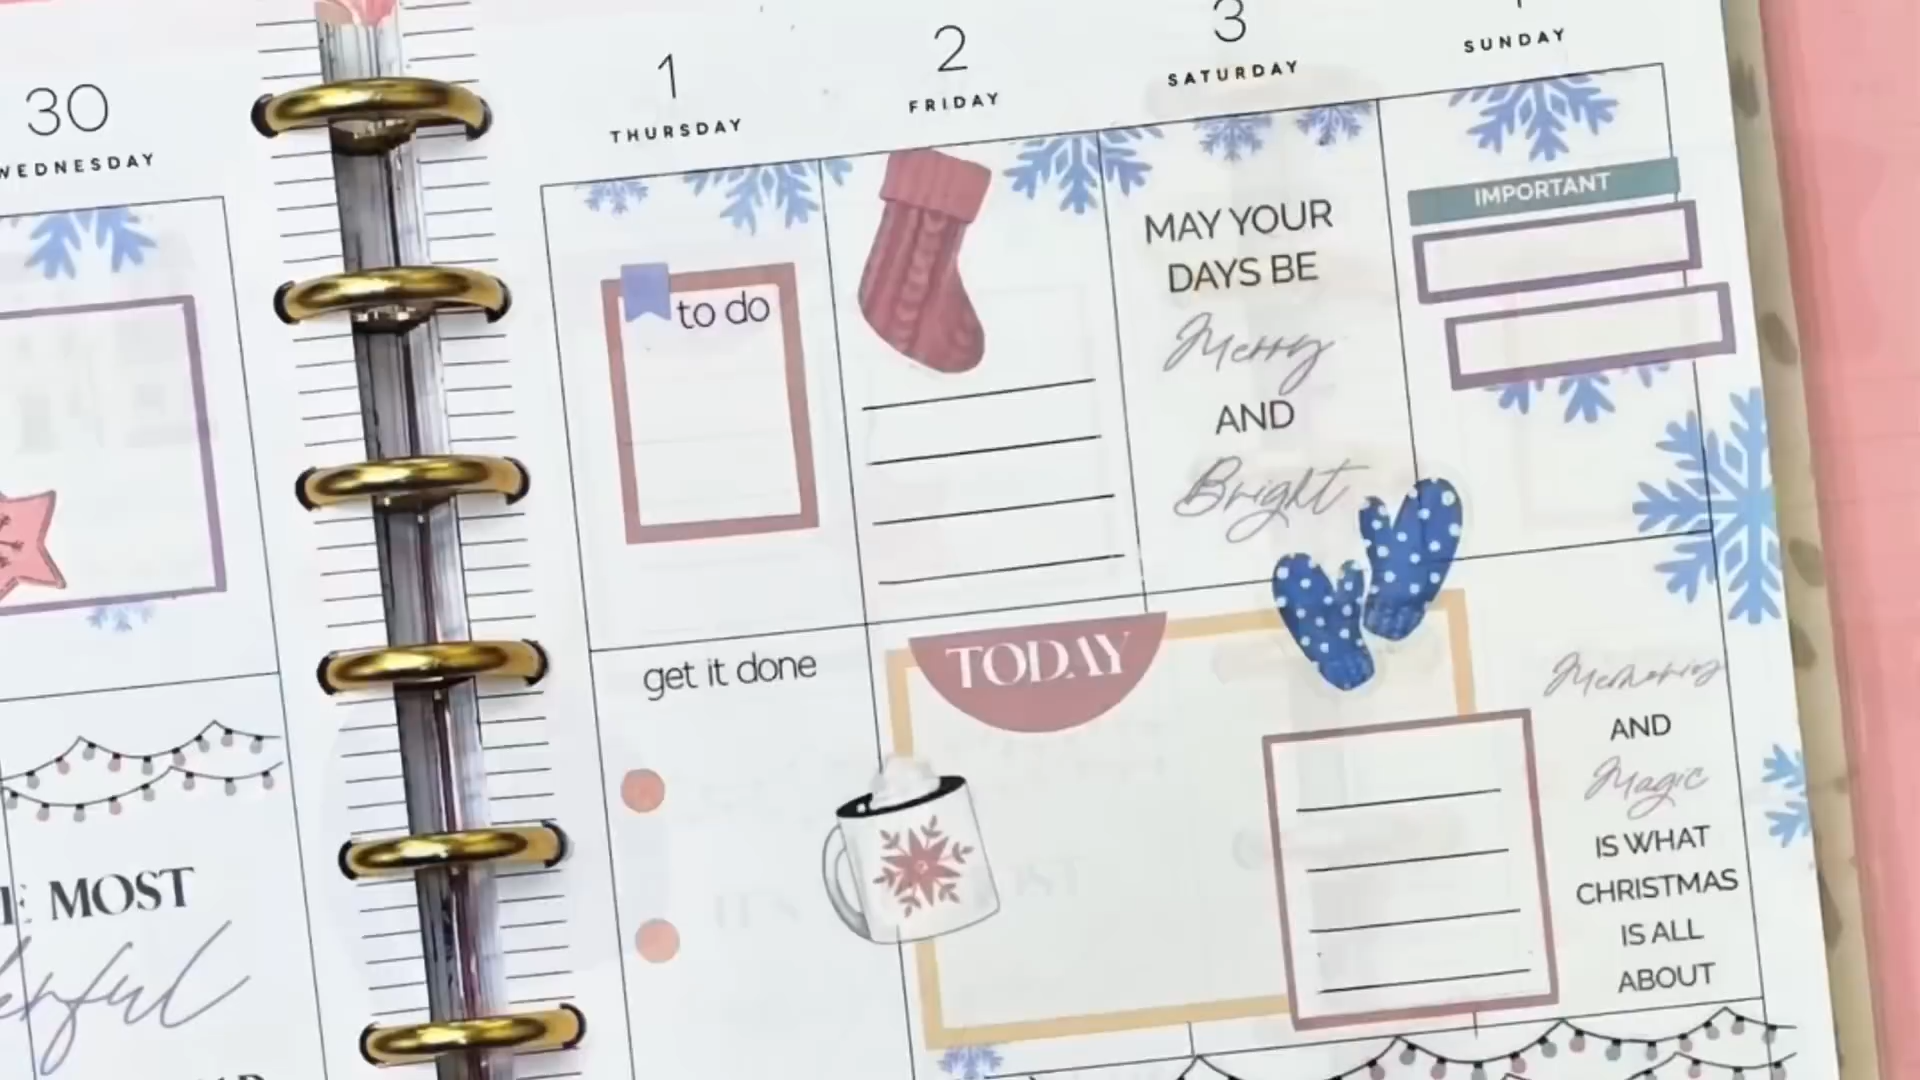 30
WEDNESDAY
1
THURSDAY
2
FRIDAY
3
SATURDAY
SUNDAY
to do
MAY YOUR
DAYS BE
Merry
AND
Bright
IMPORTANT
get it done
TODAY
Memories
AND
Magic
IS WHAT
CHRISTMAS
IS ALL
ABOUT
MOST